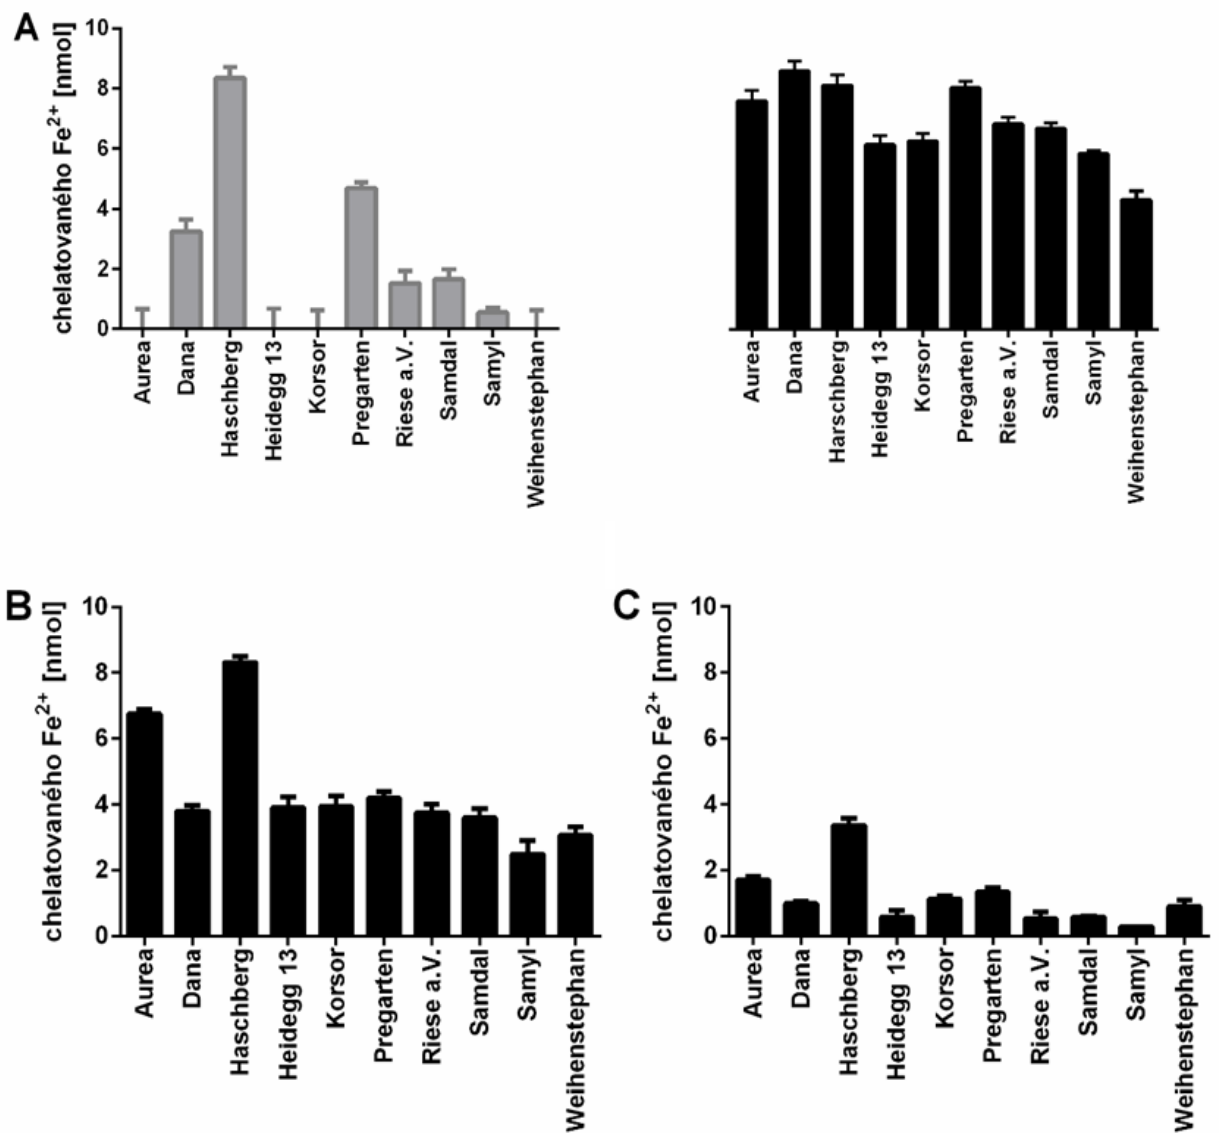 A
chelatovaného Fe2+ [nmol]
10
8
6
4
2
0
Aurea
Dana
Haschberg
Heidegg 13
Korsor
Pregarten
Riese a.V.
Samdal
Samyl
Weihenstephan
Aurea
Dana
Harschberg
Heidegg 13
Korsor
Pregarten
Riese a.V.
Samdal
Samyl
Weihenstephan
B
chelatovaného Fe2+ [nmol]
10
8
6
4
2
0
Aurea
Dana
Haschberg
Heidegg 13
Korsor
Pregarten
Riese a.V.
Samdal
Samyl
Weihenstephan
C
chelatovaného Fe2+ [nmol]
10
8
6
4
2
0
Aurea
Dana
Haschberg
Heidegg 13
Korsor
Pregarten
Riese a.V.
Samdal
Samyl
Weihenstephan